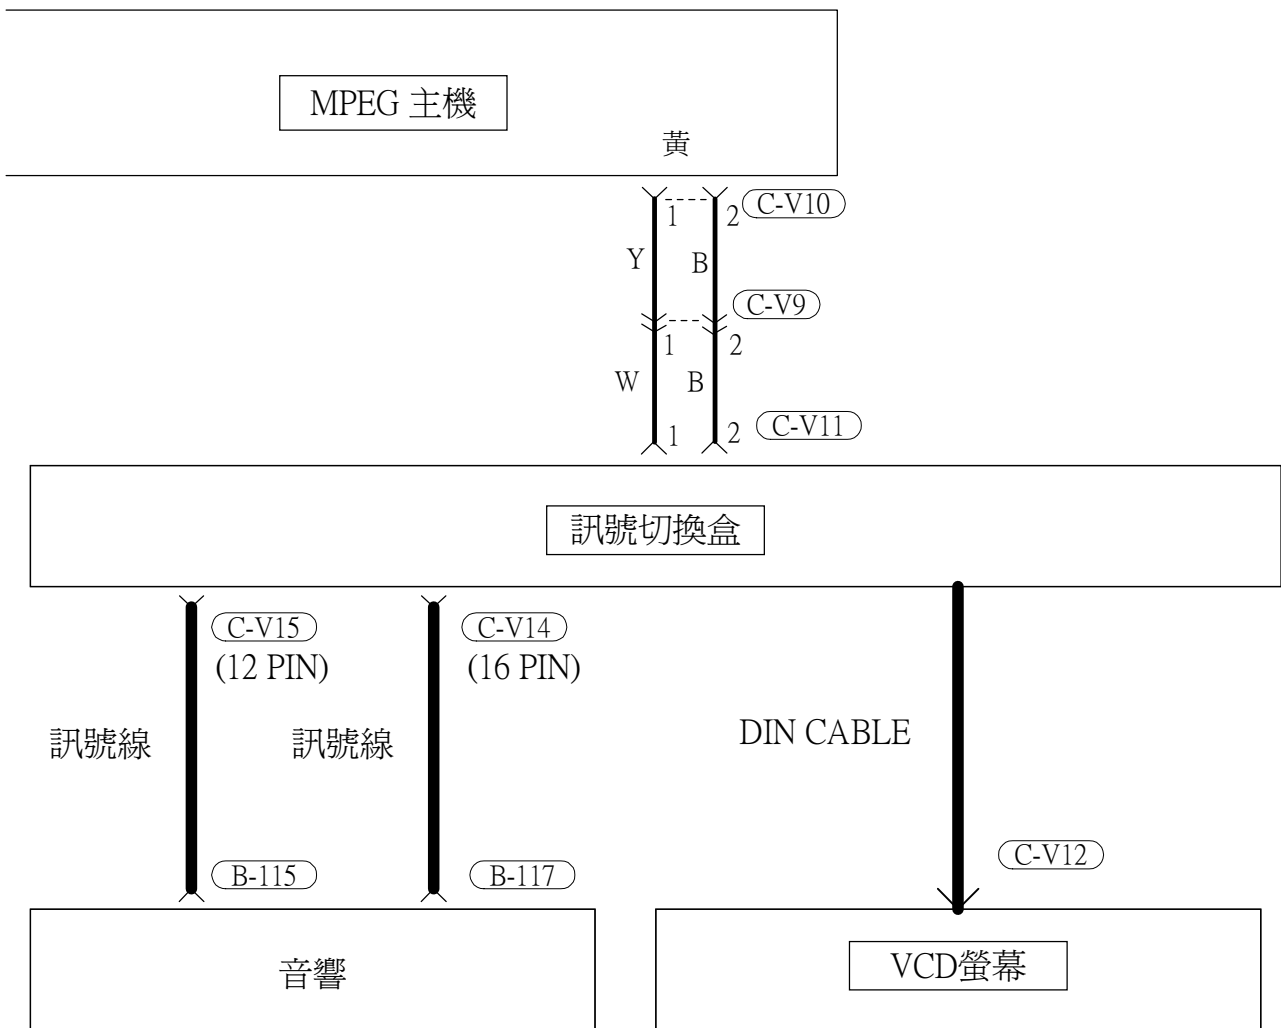 MPEG 主機
黃
1 2 C-V10
Y B
C-V9
1 2
W B
1 2 C-V11
訊號切換盒
C-V15
(12 PIN)
C-V14
(16 PIN)
訊號線
訊號線
DIN CABLE
B-115
B-117
C-V12
音響
VCD螢幕